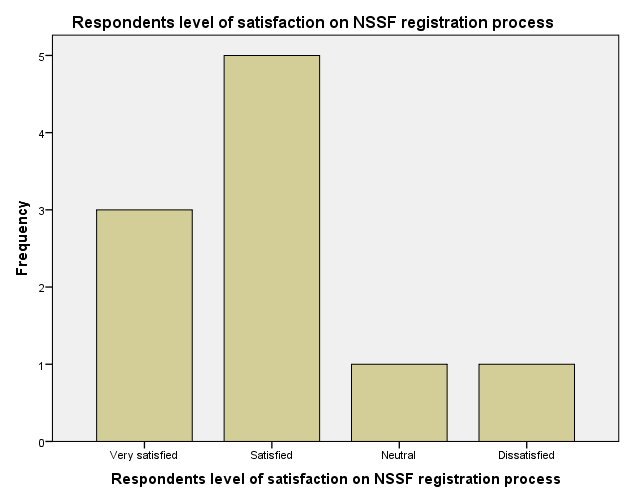 Respondents level of satisfaction on NSSF registration process
Frequency
5
4
3
2
1
0
Very satisfied
Satisfied
Neutral
Dissatisfied
Respondents level of satisfaction on NSSF registration process